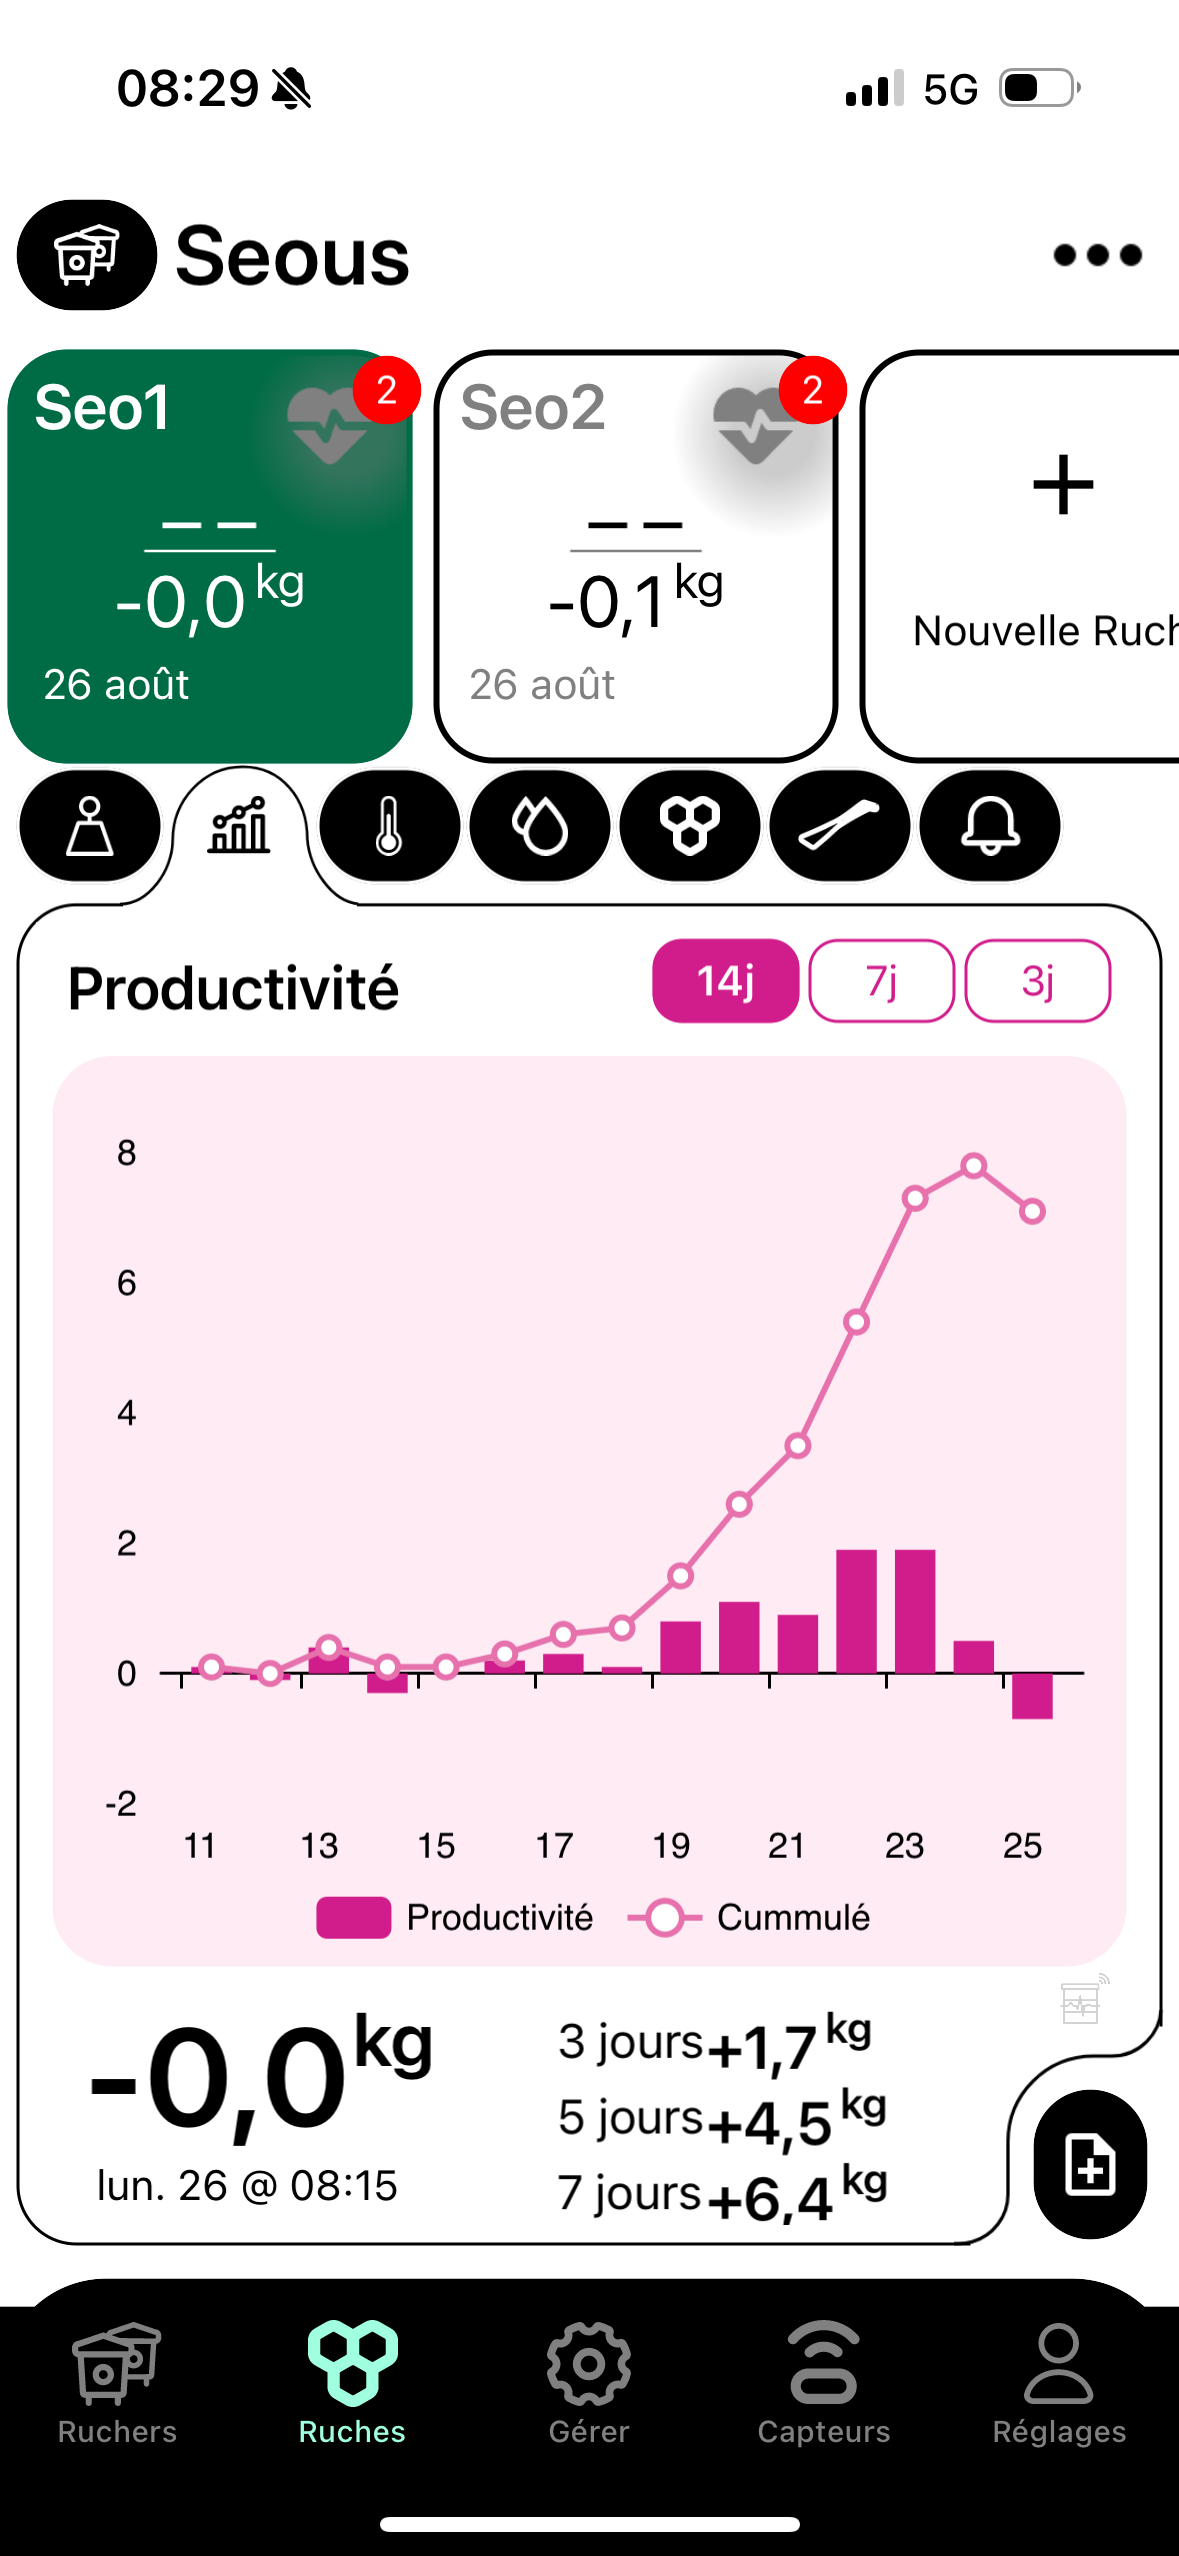 08:29 5G
Seous
Seo1 2
Seo2 2
-- --
-0,0 kg
-0,1 kg
Nouvelle Ruch
26 août
26 août
Productivité
14j 7j 3j
8
6
4
2
0
-2
11 13 15 17 19 21 23 25
Productivité Cummulé
-0,0 kg
lun. 26 @ 08:15
3 jours +1,7 kg
5 jours +4,5 kg
7 jours +6,4 kg
Ruchers Ruches Gérer Capteurs Réglages